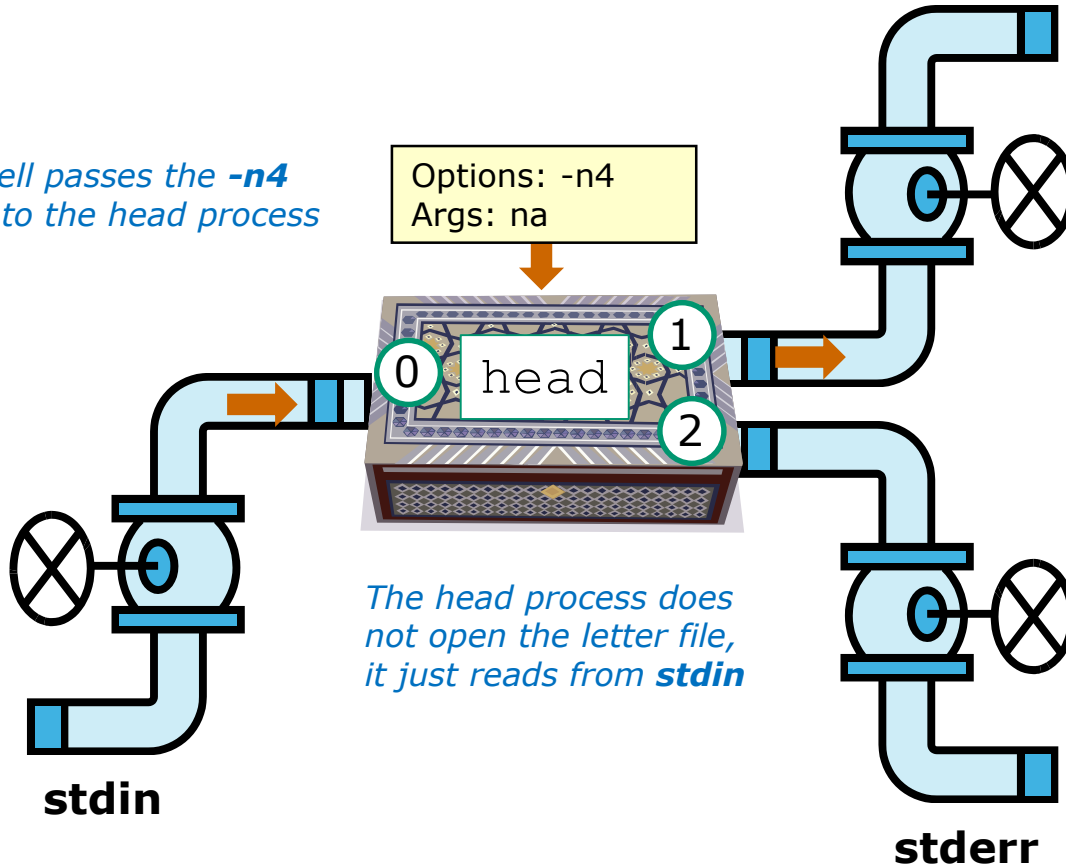 ell passes the -n4
to the head process
Options: -n4
Args: na
0
head
1
2
The head process does
not open the letter file,
it just reads from stdin
stdin
stderr